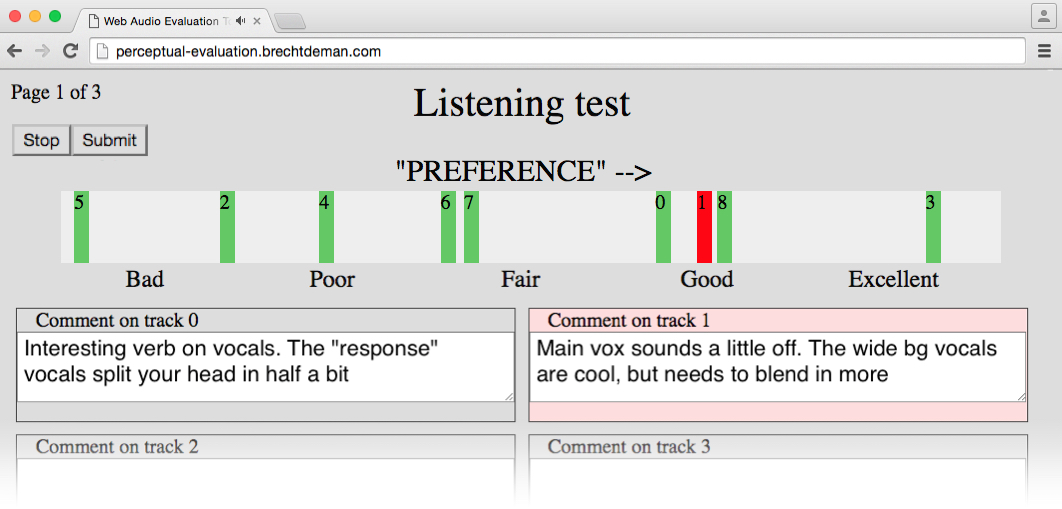 Web Audio Evaluation T
perceptual-evaluation.brechtdeman.com
Page 1 of 3
Listening test
Stop Submit
"PREFERENCE" -->
5 2 4 6 7 0 1 8 3
Bad Poor Fair Good Excellent
Comment on track 0 Comment on track 1
Interesting verb on vocals. The "response"
vocals split your head in half a bit
Main vox sounds a little off. The wide bg vocals
are cool, but needs to blend in more
Comment on track 2 Comment on track 3